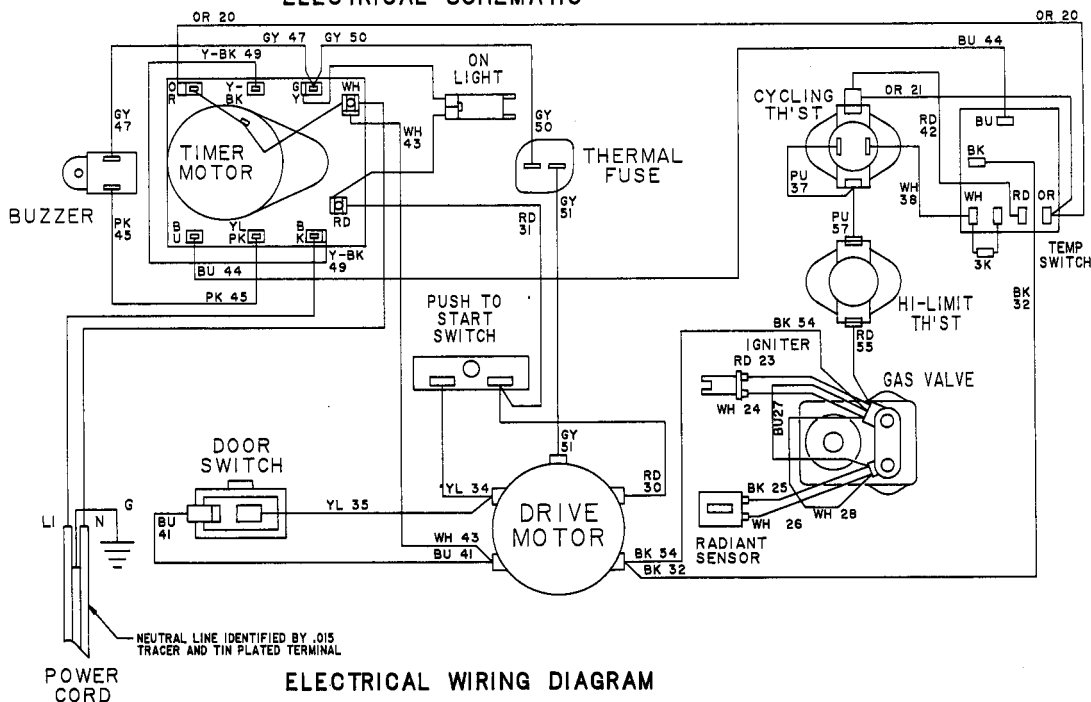 ELECTRICAL SCHEMATIC
OR 20
OR 20
GY 47
GY 50
Y-BK 49
BU 44
ON
LIGHT
O
R
Y-
BK
G
Y
WH
CYCLING
TH'ST
OR 21
GY
47
WH
43
GY
50
RD
42
BU
BK
TIMER
MOTOR
THERMAL
FUSE
BUZZER
PU
37
WH
38
WH
RD
OR
PK
45
RD
RD
31
GY
51
B
U
YL
PK
B
K
PU
57
3K
TEMP
SWITCH
Y-BK
49
BU 44
PK 45
BK
32
PUSH TO
START
SWITCH
HI-LIMIT
TH'ST
BK 54
RD
55
IGNITER
RD 23
GAS VALVE
WH 24
BU27
DOOR
SWITCH
GY
51
RD
30
YL 34
BK 25
YL 35
LI
N
G
BU
41
DRIVE
MOTOR
WH 26
WH 28
RADIANT
SENSOR
WH 43
BU 41
BK 54
BK 32
NEUTRAL LINE IDENTIFIED BY .015
TRACER AND TIN PLATED TERMINAL
POWER
CORD
ELECTRICAL WIRING DIAGRAM